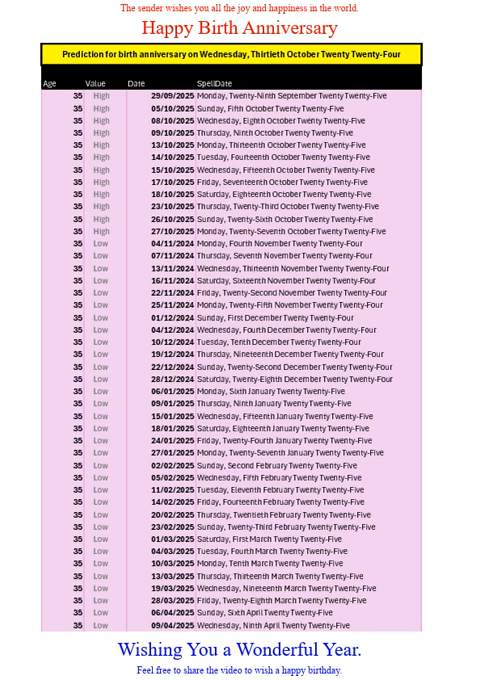 The sender wishes you all the joy and happiness in the world.
Happy Birth Anniversary
Prediction for birth anniversary on Wednesday, Thirtieth October Twenty Twenty-Four
Age Value Date SpellDate
35 High 29/09/2025 Monday, Twenty-Ninth September Twenty Twenty-Five
35 High 05/10/2025 Sunday, Fifth October Twenty Twenty-Five
35 High 08/10/2025 Wednesday, Eighth October Twenty Twenty-Five
35 High 09/10/2025 Thursday, Ninth October Twenty Twenty-Five
35 High 13/10/2025 Monday, Thirteenth October Twenty Twenty-Five
35 High 14/10/2025 Tuesday, Fourteenth October Twenty Twenty-Five
35 High 15/10/2025 Wednesday, Fifteenth October Twenty Twenty-Five
35 High 17/10/2025 Friday, Seventeenth October Twenty Twenty-Five
35 High 18/10/2025 Saturday, Eighteenth October Twenty Twenty-Five
35 High 23/10/2025 Thursday, Twenty-Third October Twenty Twenty-Five
35 High 26/10/2025 Sunday, Twenty-Sixth October Twenty Twenty-Five
35 High 27/10/2025 Monday, Twenty-Seventh October Twenty Twenty-Five
35 Low 04/11/2024 Monday, Fourth November Twenty Twenty-Four
35 Low 07/11/2024 Thursday, Seventh November Twenty Twenty-Four
35 Low 13/11/2024 Wednesday, Thirteenth November Twenty Twenty-Four
35 Low 16/11/2024 Saturday, Sixteenth November Twenty Twenty-Four
35 Low 22/11/2024 Friday, Twenty-Second November Twenty Twenty-Four
35 Low 25/11/2024 Monday, Twenty-Fifth November Twenty Twenty-Four
35 Low 01/12/2024 Sunday, First December Twenty Twenty-Four
35 Low 04/12/2024 Wednesday, Fourth December Twenty Twenty-Four
35 Low 10/12/2024 Tuesday, Tenth December Twenty Twenty-Four
35 Low 19/12/2024 Thursday, Nineteenth December Twenty Twenty-Four
35 Low 22/12/2024 Sunday, Twenty-Second December Twenty Twenty-Four
35 Low 28/12/2024 Saturday, Twenty-Eighth December Twenty Twenty-Four
35 Low 06/01/2025 Monday, Sixth January Twenty Twenty-Five
35 Low 09/01/2025 Thursday, Ninth January Twenty Twenty-Five
35 Low 15/01/2025 Wednesday, Fifteenth January Twenty Twenty-Five
35 Low 18/01/2025 Saturday, Eighteenth January Twenty Twenty-Five
35 Low 24/01/2025 Friday, Twenty-Fourth January Twenty Twenty-Five
35 Low 27/01/2025 Monday, Twenty-Seventh January Twenty Twenty-Five
35 Low 02/02/2025 Sunday, Second February Twenty Twenty-Five
35 Low 05/02/2025 Wednesday, Fifth February Twenty Twenty-Five
35 Low 11/02/2025 Tuesday, Eleventh February Twenty Twenty-Five
35 Low 14/02/2025 Friday, Fourteenth February Twenty Twenty-Five
35 Low 20/02/2025 Thursday, Twentieth February Twenty Twenty-Five
35 Low 23/02/2025 Sunday, Twenty-Third February Twenty Twenty-Five
35 Low 01/03/2025 Saturday, First March Twenty Twenty-Five
35 Low 04/03/2025 Tuesday, Fourth March Twenty Twenty-Five
35 Low 10/03/2025 Monday, Tenth March Twenty Twenty-Five
35 Low 13/03/2025 Thursday, Thirteenth March Twenty Twenty-Five
35 Low 19/03/2025 Wednesday, Nineteenth March Twenty Twenty-Five
35 Low 28/03/2025 Friday, Twenty-Eighth March Twenty Twenty-Five
35 Low 06/04/2025 Sunday, Sixth April Twenty Twenty-Five
35 Low 09/04/2025 Wednesday, Ninth April Twenty Twenty-Five
Wishing You a Wonderful Year.
Feel free to share the video to wish a happy birthday.